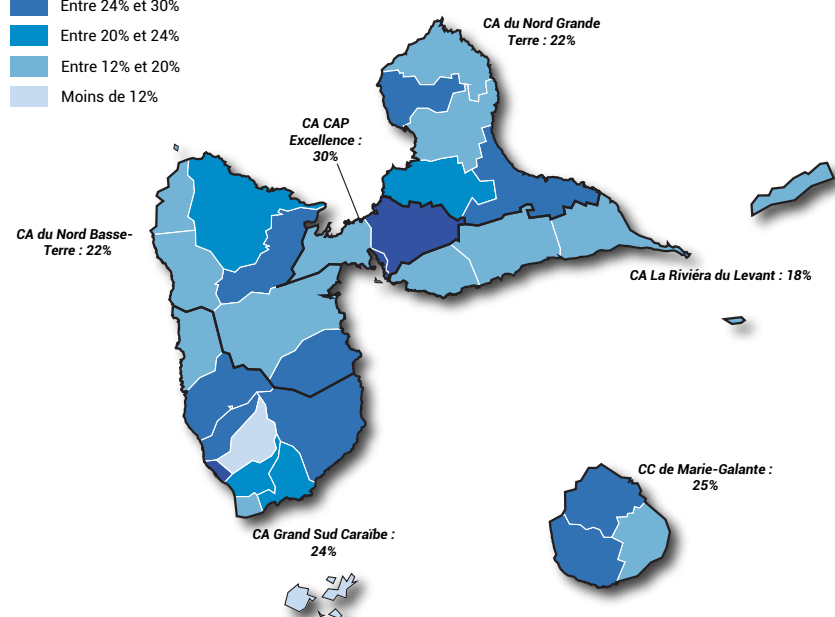 Entre 24% et 30%
Entre 20% et 24%
Entre 12% et 20%
Moins de 12%
CA du Nord Grande
Terre : 22%
CA CAP
Excellence :
30%
CA du Nord Basse-
Terre : 22%
CA La Riviéra du Levant : 18%
CC de Marie-Galante :
25%
CA Grand Sud Caraïbe :
24%